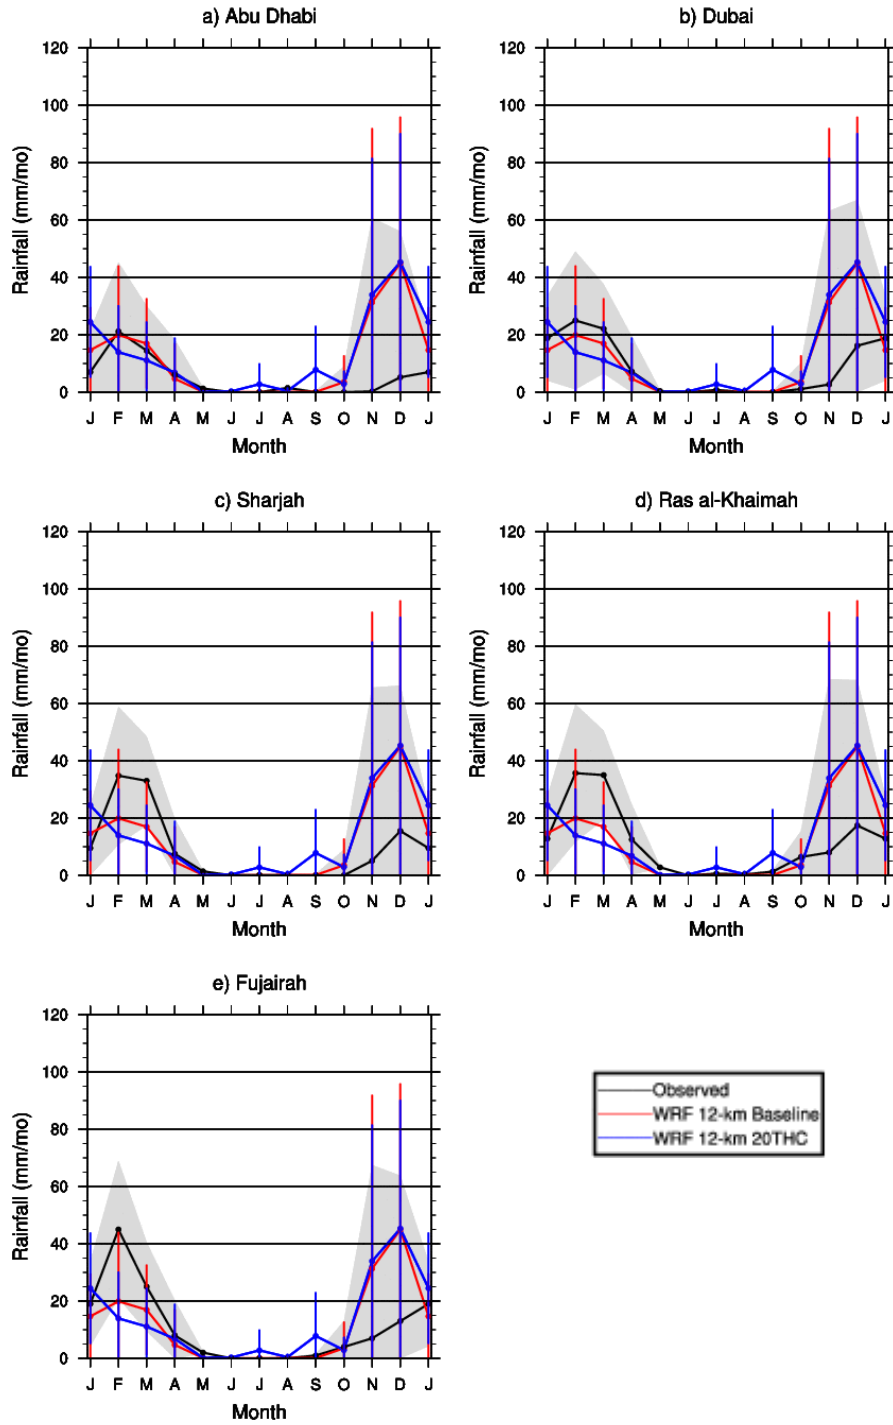 a) Abu Dhabi
120
100
80
60
40
20
0
Rainfall (mm/mo)
J F M A M J J A S O N D J
Month
b) Dubai
120
100
80
60
40
20
0
Rainfall (mm/mo)
J F M A M J J A S O N D J
Month
c) Sharjah
120
100
80
60
40
20
0
Rainfall (mm/mo)
J F M A M J J A S O N D J
Month
d) Ras al-Khaimah
120
100
80
60
40
20
0
Rainfall (mm/mo)
J F M A M J J A S O N D J
Month
e) Fujairah
120
100
80
60
40
20
0
Rainfall (mm/mo)
J F M A M J J A S O N D J
Month
Observed
WRF 12-km Baseline
WRF 12-km 20THC